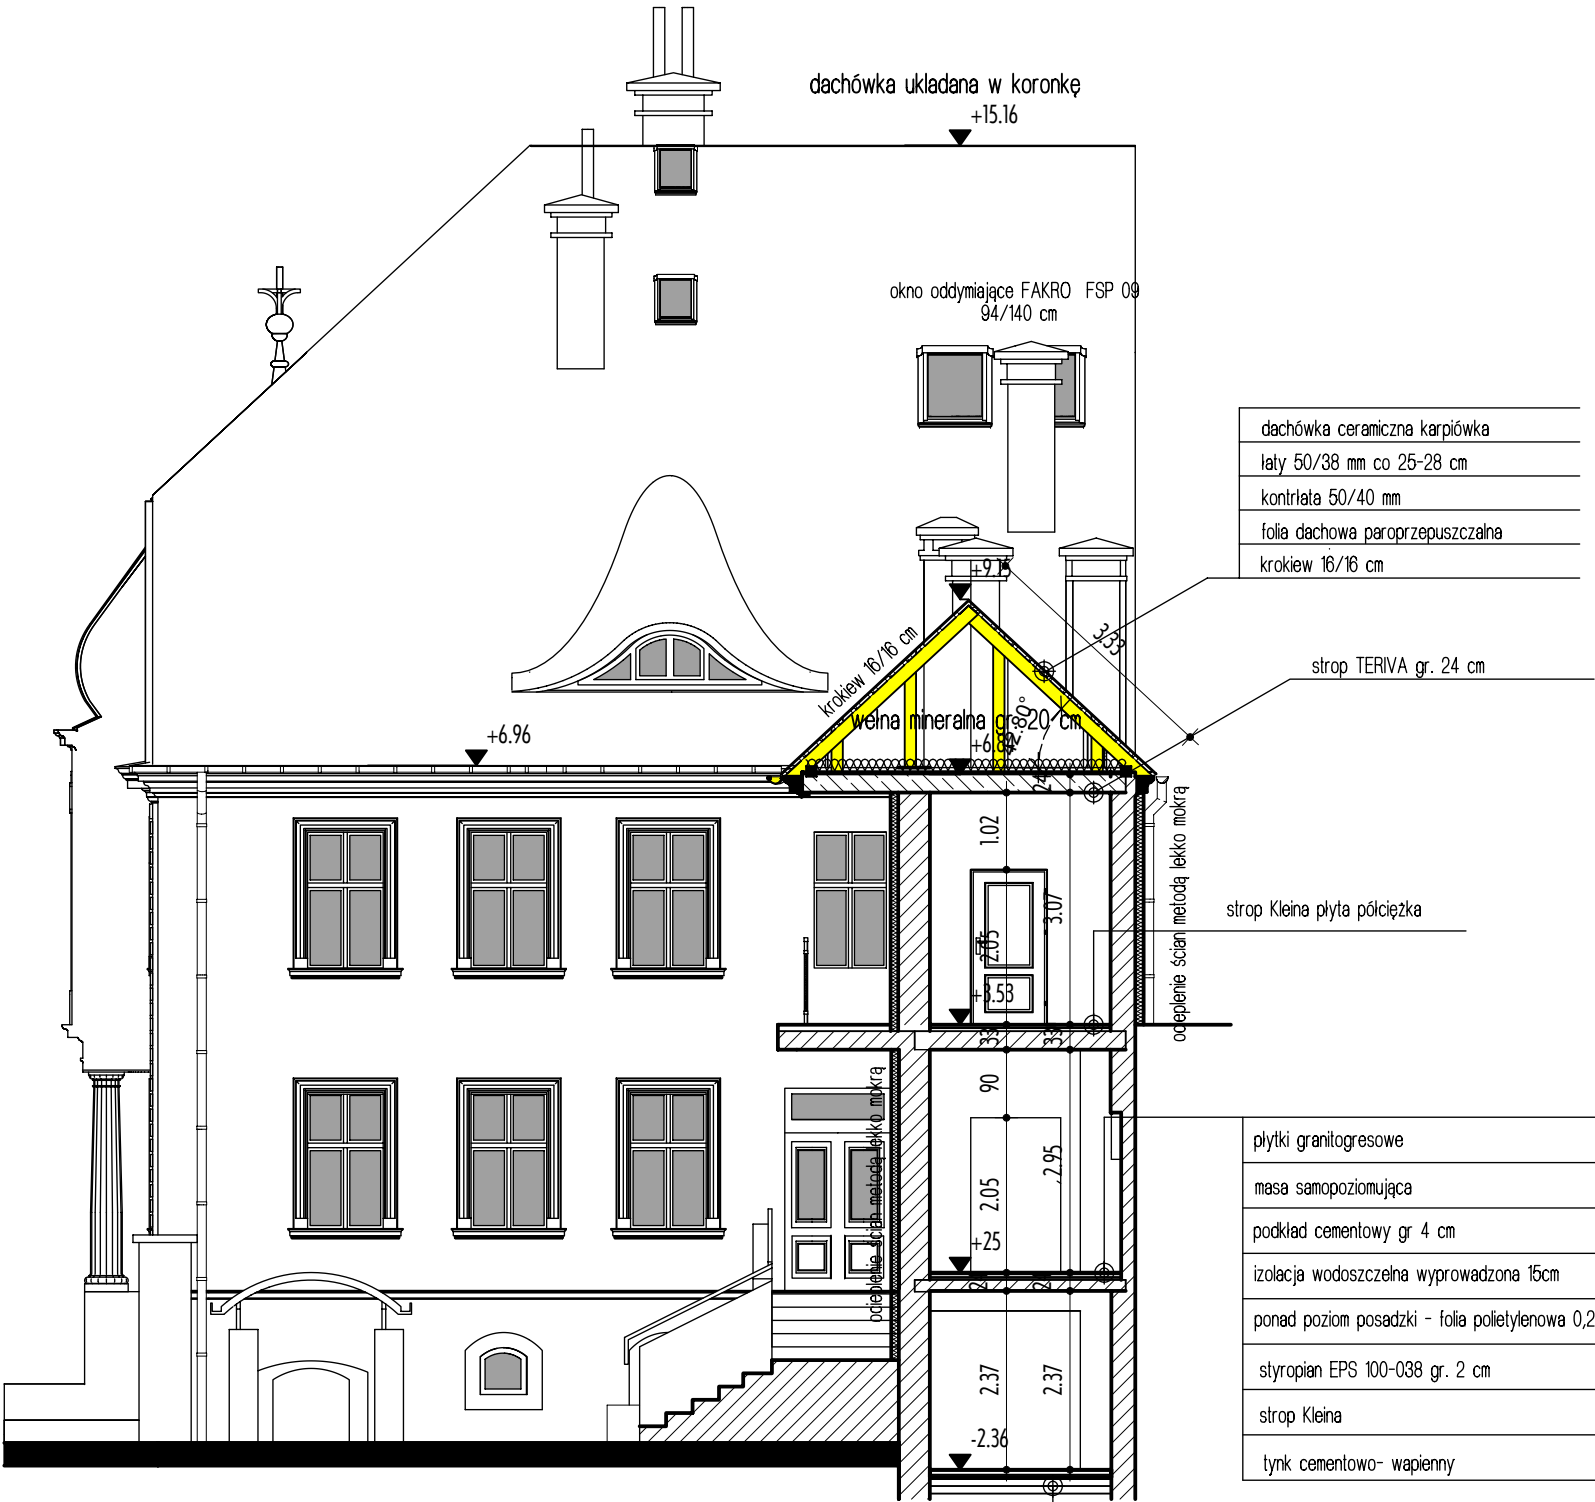 dachówka ukladana w koronkę
+15.16
okno oddymiające FAKRO FSP 09
94/140 cm
dachówka ceramiczna karpiówka
łaty 50/38 mm co 25-28 cm
kontrłata 50/40 mm
folia dachowa paroprzepuszczalna
krokiew 16/16 cm
3.33
krokiew 16/16 cm
strop TERIVA gr. 24 cm
wełna mineralna gr. 20 cm
42.80°
+6.96
1.02
ocieplenie ścian metodą lekko mokrą
strop Kleina płyta półciężka
3.07
2.05
+3.53
33
33
90
ocieplenie ścian metodą lekko mokrą
2.95
2.05
+25
płytki granitogresowe
masa samopoziomująca
podkład cementowy gr 4 cm
izolacja wodoszczelna wyprowadzona 15cm
ponad poziom posadzki - folia polietylenowa 0,2
styropian EPS 100-038 gr. 2 cm
strop Kleina
tynk cementowo- wapienny
2.37
2.37
-2.36